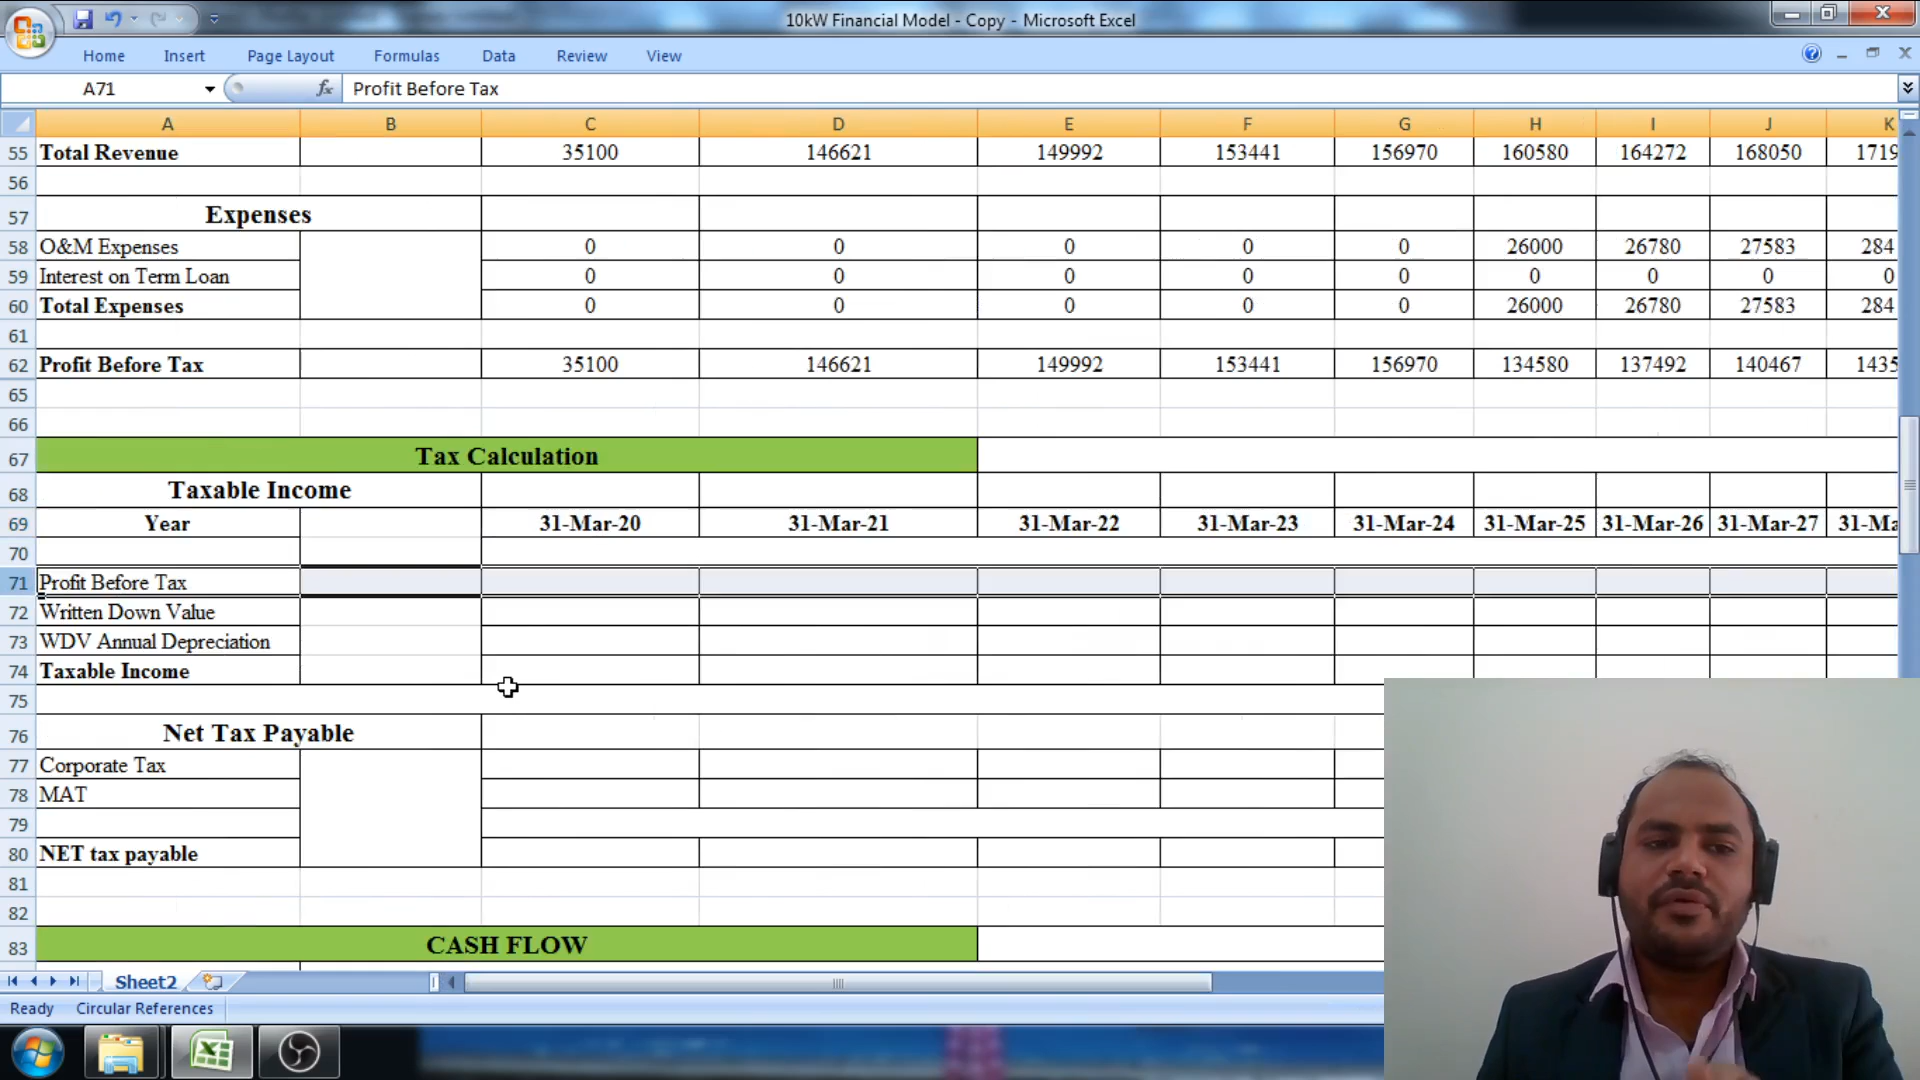 10kW Financial Model - Copy - Microsoft Excel
Home Insert Page Layout Formulas Data Review View
A71 fx Profit Before Tax
A B C D E F G H I J K
55 Total Revenue 35100 146621 149992 153441 156970 160580 164272 168050 1719
56
57 Expenses
58 O&M Expenses 0 0 0 0 0 26000 26780 27583 284
59 Interest on Term Loan 0 0 0 0 0 0 0 0 0
60 Total Expenses 0 0 0 0 0 26000 26780 27583 284
61
62 Profit Before Tax 35100 146621 149992 153441 156970 134580 137492 140467 1435
65
66
67 Tax Calculation
68 Taxable Income
69 Year 31-Mar-20 31-Mar-21 31-Mar-22 31-Mar-23 31-Mar-24 31-Mar-25 31-Mar-26 31-Mar-27 31-Ma
70
71 Profit Before Tax
72 Written Down Value
73 WDV Annual Depreciation
74 Taxable Income
75
76 Net Tax Payable
77 Corporate Tax
78 MAT
79
80 NET tax payable
81
82
83 CASH FLOW
Sheet2
Ready Circular References